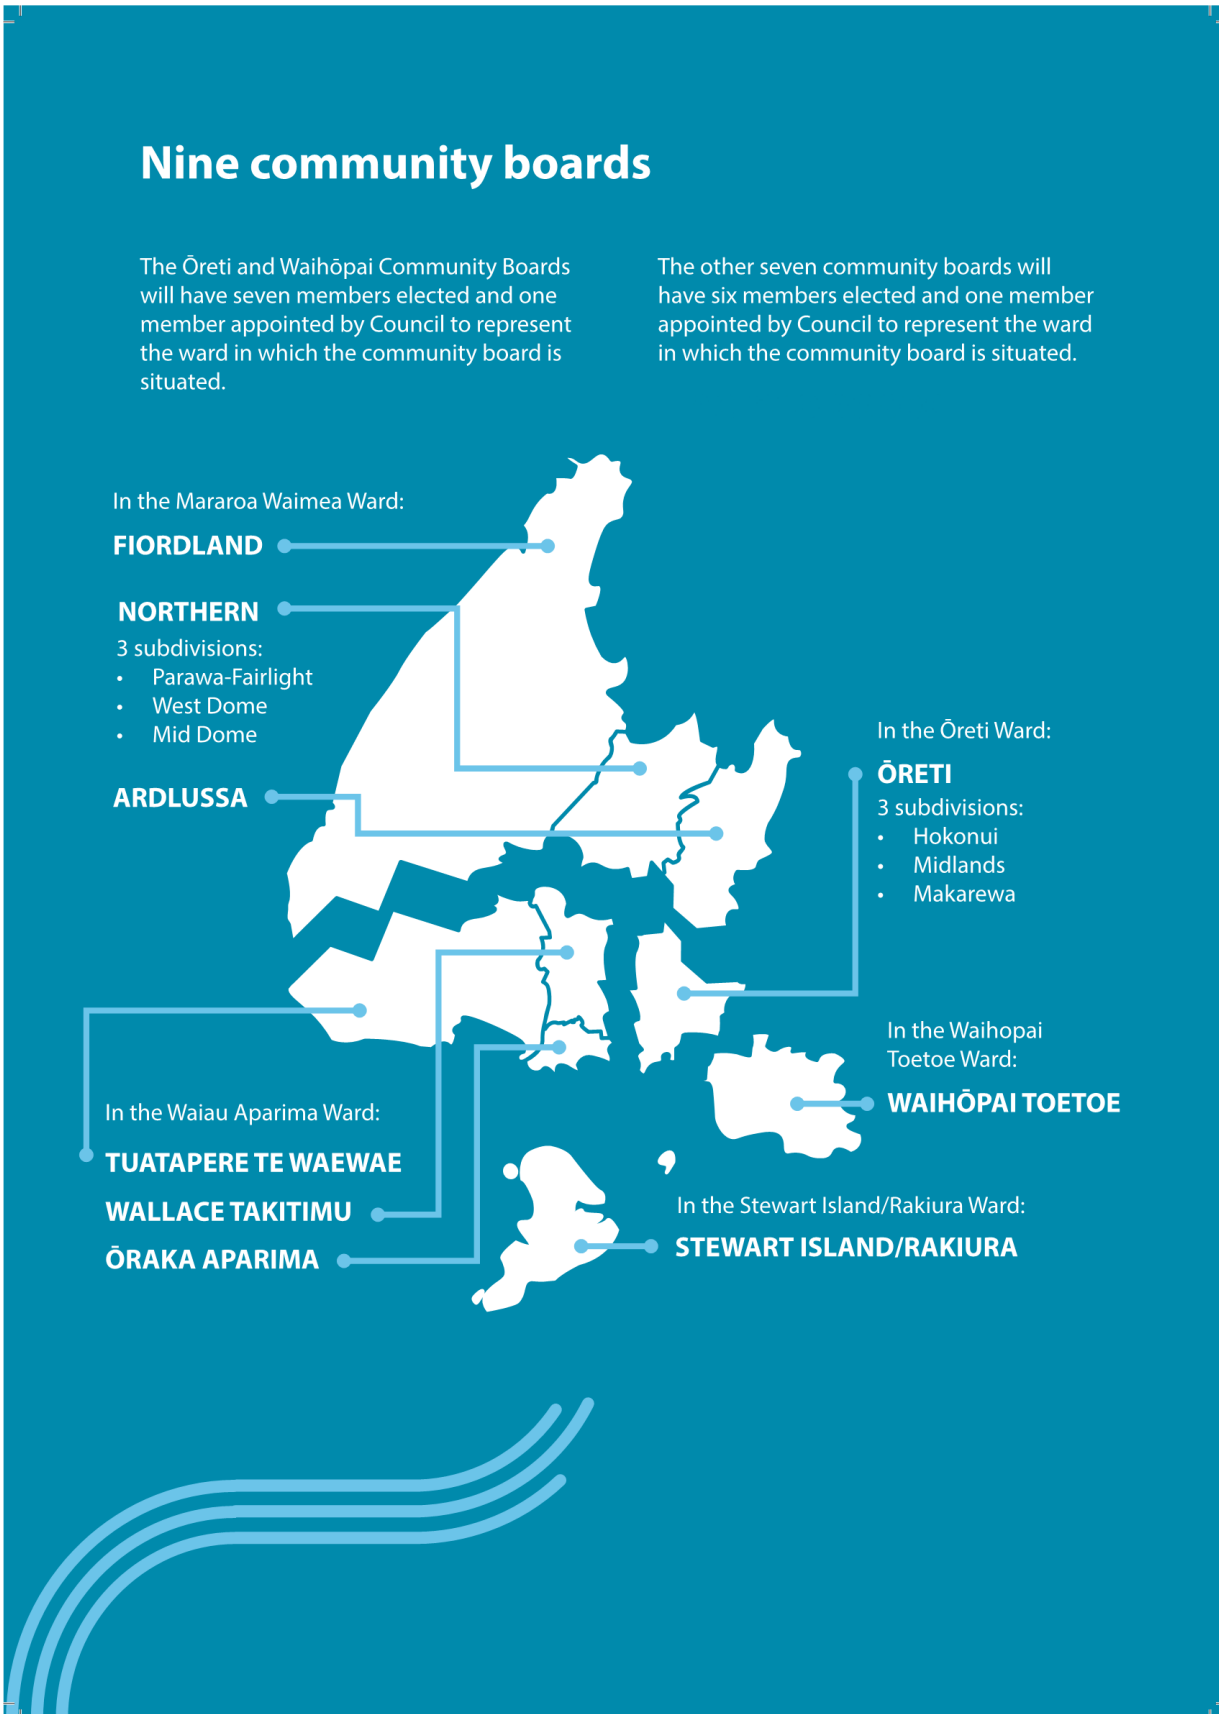 Nine community boards
The Ōreti and Waihōpai Community Boards
will have seven members elected and one
member appointed by Council to represent
the ward in which the community board is
situated.
The other seven community boards will
have six members elected and one member
appointed by Council to represent the ward
in which the community board is situated.
In the Mararoa Waimea Ward:
FIORDLAND
NORTHERN
3 subdivisions:
• Parawa-Fairlight
• West Dome
• Mid Dome
ARDLUSSA
In the Ōreti Ward:
ŌRETI
3 subdivisions:
• Hokonui
• Midlands
• Makarewa
In the Waihopai
Toetoe Ward:
WAIHŌPAI TOETOE
In the Waiau Aparima Ward:
TUATAPERE TE WAEWAE
WALLACE TAKITIMU
ŌRAKA APARIMA
In the Stewart Island/Rakiura Ward:
STEWART ISLAND/RAKIURA